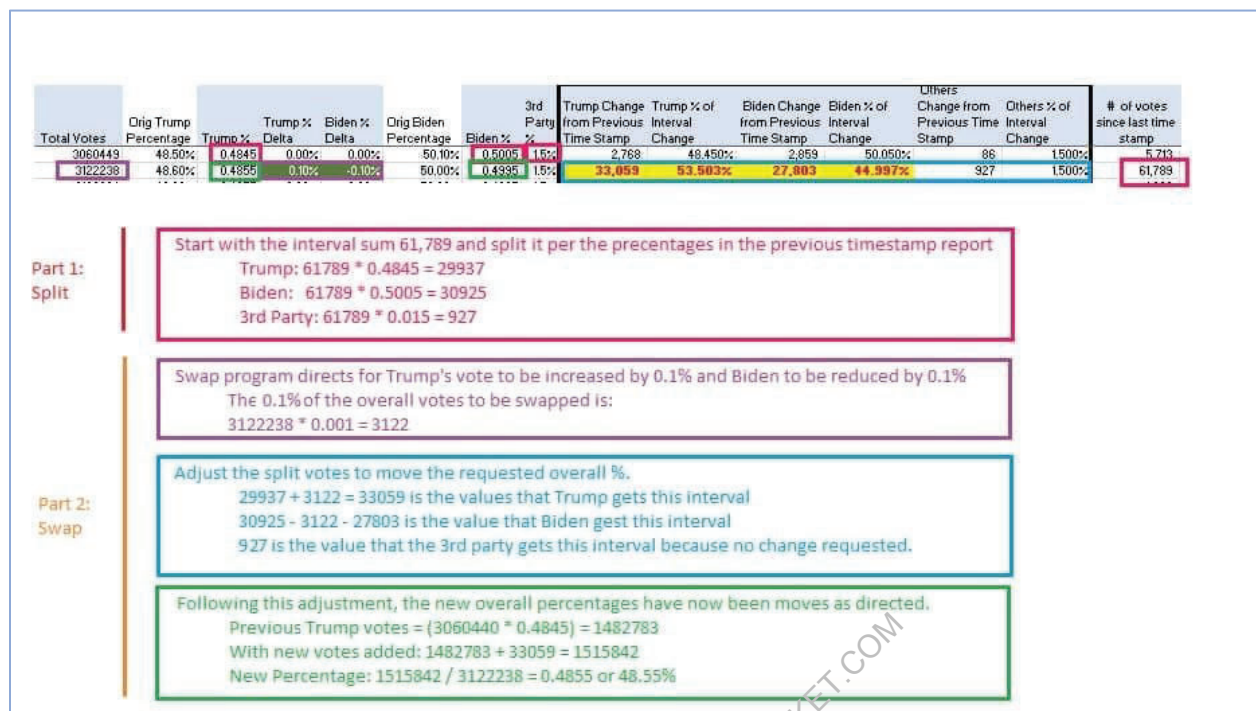 Total Votes Orig Trump Percentage Trump % Trump % Delta Biden % Delta Orig Biden Percentage Biden % 3rd Party % Trump Change from Previous Time Stamp Trump % of Interval Change Biden Change from Previous Time Stamp Biden % of Interval Change Others Change from Previous Time Stamp Others % of Interval Change # of votes since last time stamp
3060449 48.50% 0.4845 0.00% 0.00% 50.10% 0.5005 1.5% 2,768 48.450% 2,859 50.050% 86 1.500% 5,713
3122238 48.60% 0.4855 0.10% -0.10% 50.00% 0.4995 1.5% 33,059 53.503% 27,803 44.997% 927 1.500% 61,789
Part 1:
Split
Start with the interval sum 61,789 and split it per the precentages in the previous timestamp report
Trump: 61789 * 0.4845 = 29937
Biden: 61789 * 0.5005 = 30925
3rd Party: 61789 * 0.015 = 927
Part 2:
Swap
Swap program directs for Trump's vote to be increased by 0.1% and Biden to be reduced by 0.1%
The 0.1% of the overall votes to be swapped is:
3122238 * 0.001 = 3122
Adjust the split votes to move the requested overall %.
29937 + 3122 = 33059 is the values that Trump gets this interval
30925 - 3122 - 27803 is the value that Biden gest this interval
927 is the value that the 3rd party gets this interval because no change requested.
Following this adjustment, the new overall percentages have now been moves as directed.
Previous Trump votes = (3060440 * 0.4845) = 1482783
With new votes added: 1482783 + 33059 = 1515842
New Percentage: 1515842 / 3122238 = 0.4855 or 48.55%
KET.COM